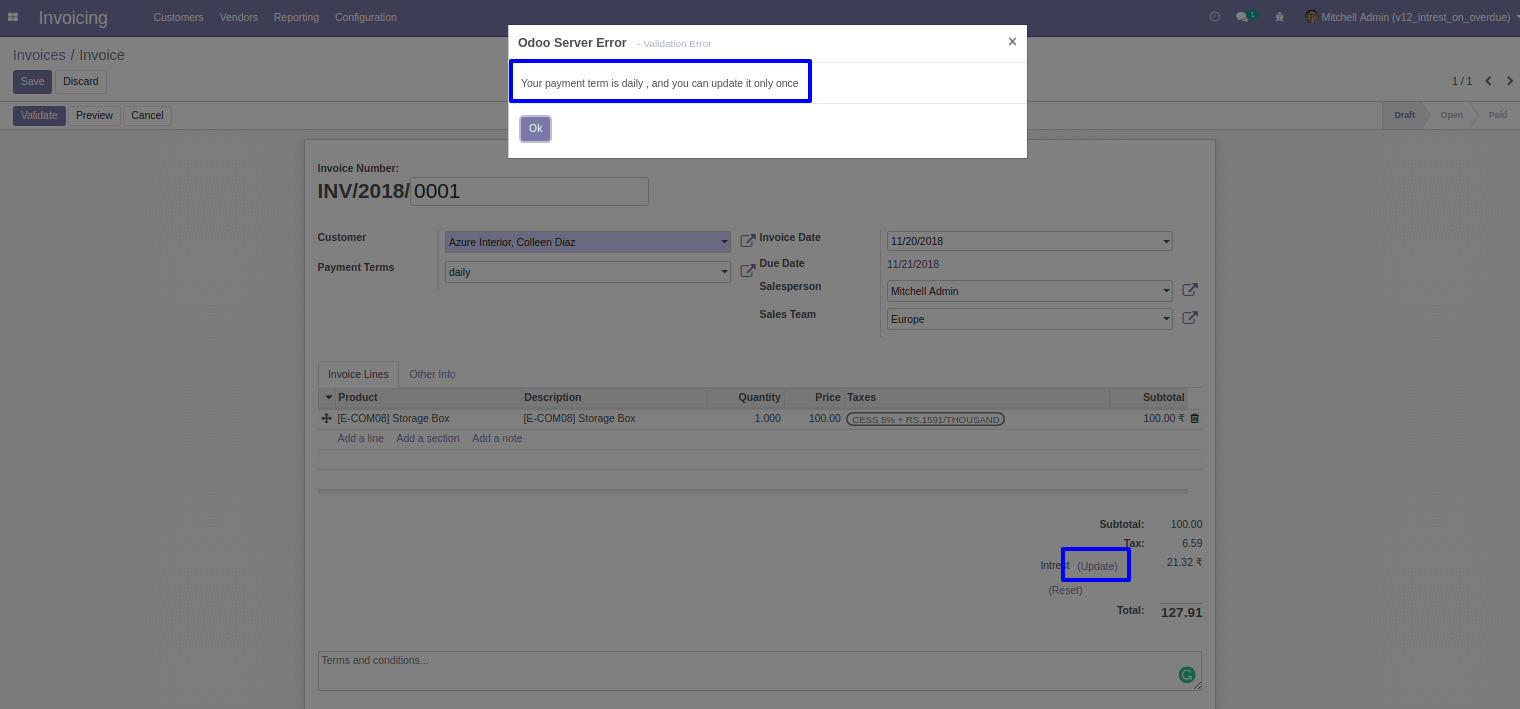 Invoicing Customers Vendors Reporting Configuration 1 Mitchell Admin (v12_intrest_on_overdue)
Odoo Server Error - Validation Error ×
Your payment term is daily , and you can update it only once
Ok
Invoices / Invoice
Save Discard 1 / 1
Validate Preview Cancel Draft Open Paid
Invoice Number:
INV/2018/ 0001
Customer Azure Interior, Colleen Diaz Invoice Date 11/20/2018
Payment Terms daily Due Date 11/21/2018
Salesperson Mitchell Admin
Sales Team Europe
Invoice Lines Other Info
Product Description Quantity Price Taxes Subtotal
[E-COM08] Storage Box [E-COM08] Storage Box 1.000 100.00 CESS 5% + RS.1591/THOUSAND 100.00 ₹
Add a line Add a section Add a note
Subtotal: 100.00
Tax: 6.59
Intrest (Update) 21.32 ₹
(Reset)
Total: 127.91
Terms and conditions...